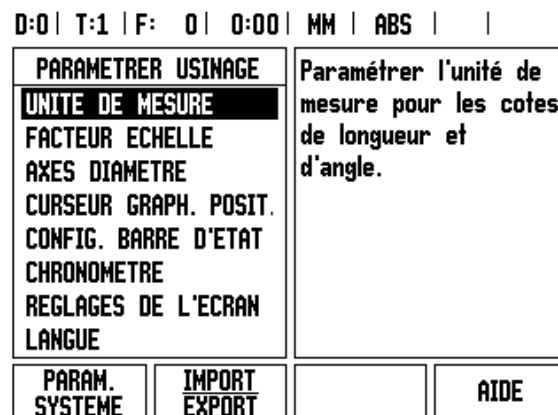 D:0 | T:1 | F: 0 | 0:00 | MM | ABS | |
PARAMETRER USINAGE
UNITE DE MESURE
FACTEUR ECHELLE
AXES DIAMETRE
CURSEUR GRAPH. POSIT.
CONFIG. BARRE D'ETAT
CHRONOMETRE
REGLAGES DE L'ECRAN
LANGUE
Paramétrer l'unité de
mesure pour les cotes
de longueur et
d'angle.
PARAM.
SYSTEME
IMPORT
EXPORT
AIDE